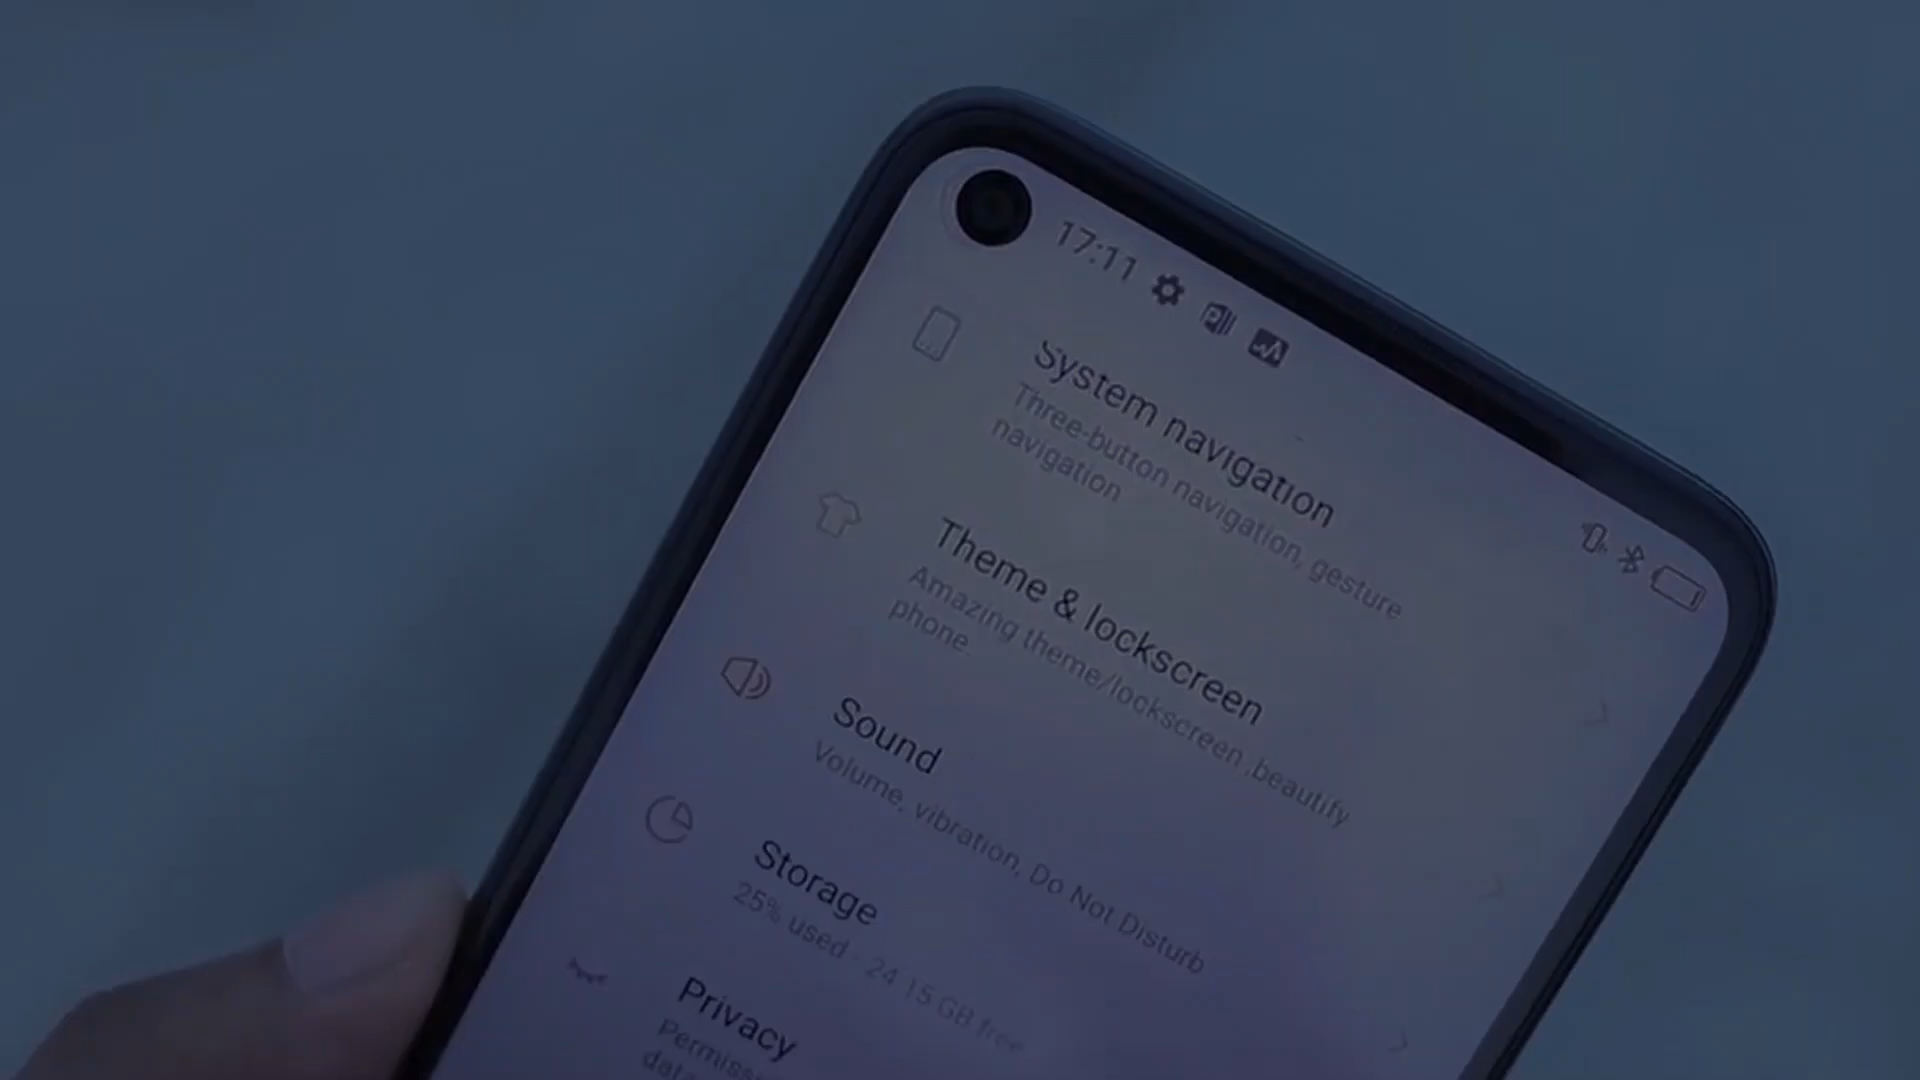 17:11
System navigation
Three-button navigation, gesture
navigation
Theme & lockscreen
Amazing theme/lockscreen ,beautify
phone.
Sound
Volume, vibration, Do Not Disturb
Storage
25% used - 24.15 GB free
Privacy